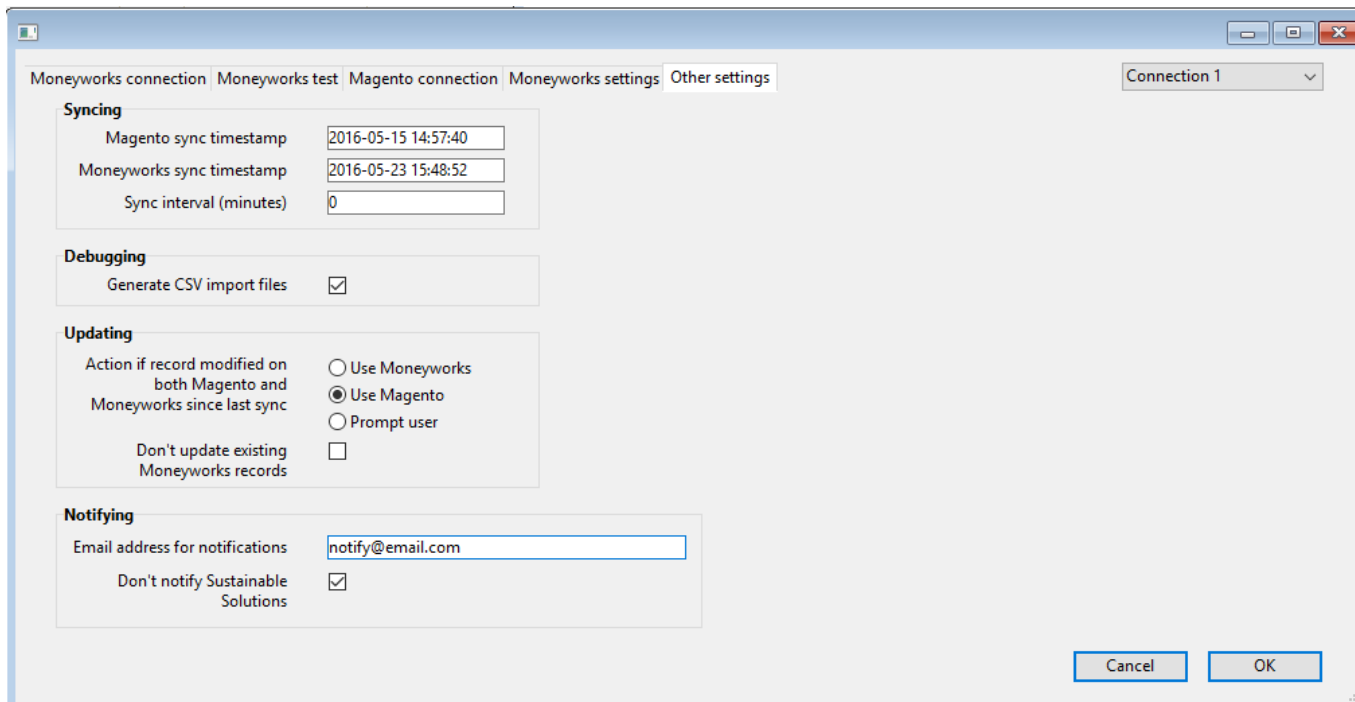 Moneyworks connection Moneyworks test Magento connection Moneyworks settings Other settings Connection 1
Syncing
Magento sync timestamp 2016-05-15 14:57:40
Moneyworks sync timestamp 2016-05-23 15:48:52
Sync interval (minutes) 0
Debugging
Generate CSV import files
Updating
Action if record modified on
both Magento and
Moneyworks since last sync
Use Moneyworks
Use Magento
Prompt user
Don't update existing
Moneyworks records
Notifying
Email address for notifications notify@email.com
Don't notify Sustainable
Solutions
Cancel OK